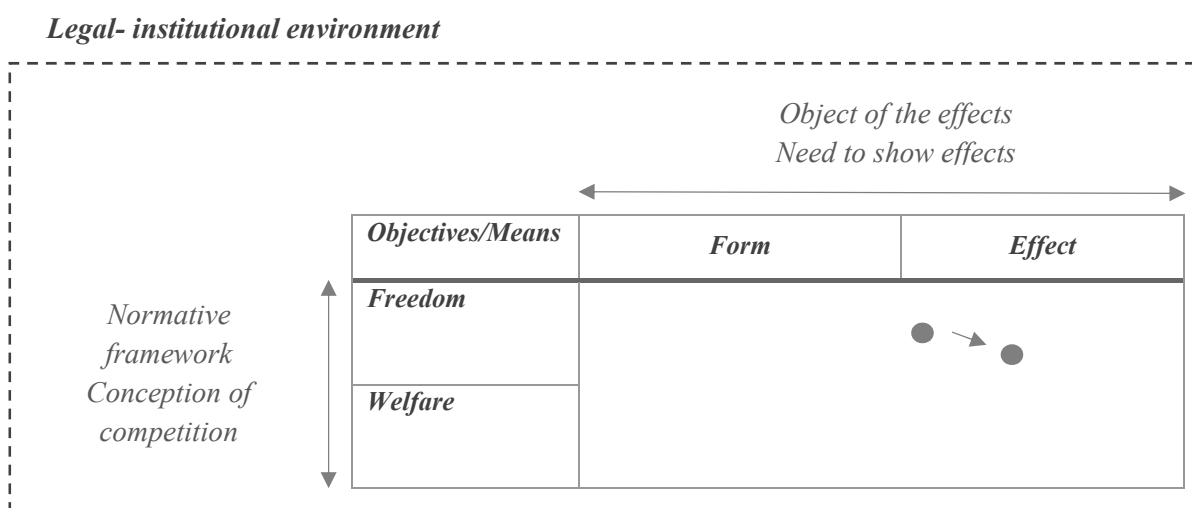 Legal- institutional environment
Object of the effects
Need to show effects
Objectives/Means
Form
Effect
Normative
framework
Conception of
competition
Freedom
Welfare